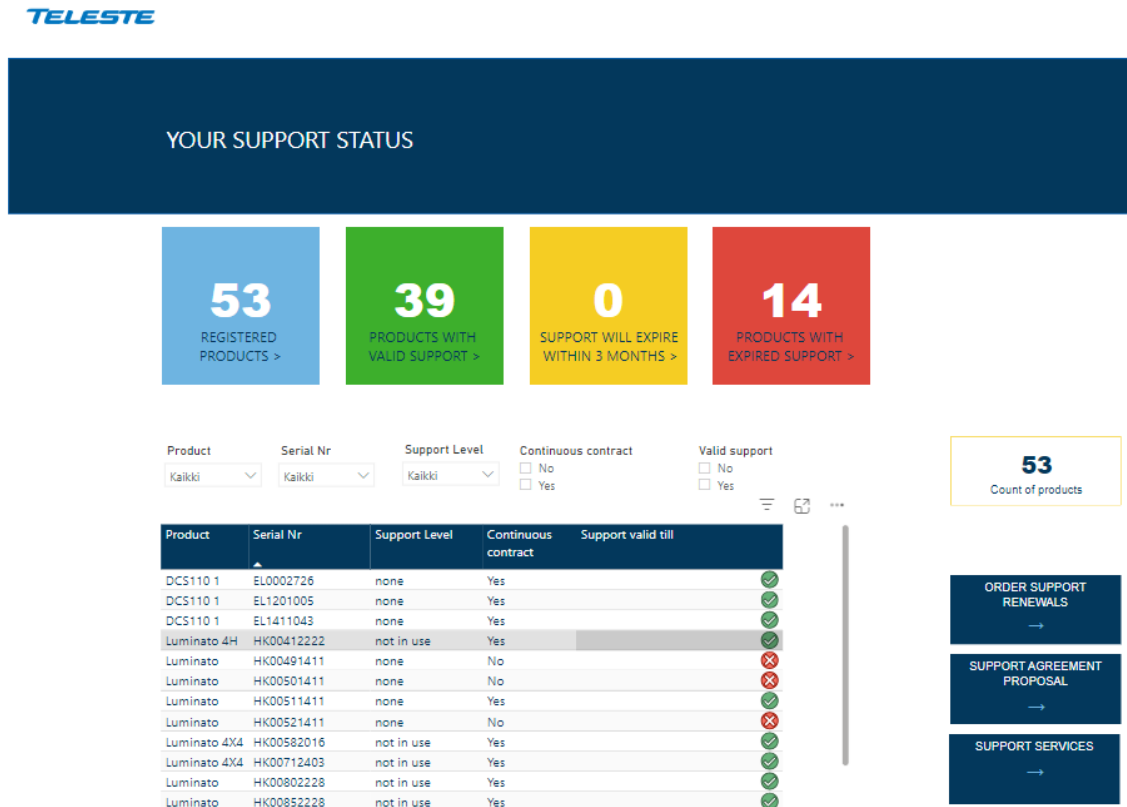 TELESTE
YOUR SUPPORT STATUS
53
REGISTERED
PRODUCTS >
39
PRODUCTS WITH
VALID SUPPORT >
0
SUPPORT WILL EXPIRE
WITHIN 3 MONTHS >
14
PRODUCTS WITH
EXPIRED SUPPORT >
Product Serial Nr Support Level Continuous contract Valid support
Kaikki Kaikki Kaikki No No
Yes Yes
53
Count of products
Product Serial Nr Support Level Continuous contract Support valid till
DCS110 1 EL0002726 none Yes
DCS110 1 EL1201005 none Yes
DCS110 1 EL1411043 none Yes
Luminato 4H HK00412222 not in use Yes
Luminato HK00491411 none No
Luminato HK00501411 none No
Luminato HK00511411 none Yes
Luminato HK00521411 none No
Luminato 4X4 HK00582016 not in use Yes
Luminato 4X4 HK00712403 not in use Yes
Luminato HK00802228 not in use Yes
Luminato HK00852228 not in use Yes
ORDER SUPPORT
RENEWALS
→
SUPPORT AGREEMENT
PROPOSAL
→
SUPPORT SERVICES
→